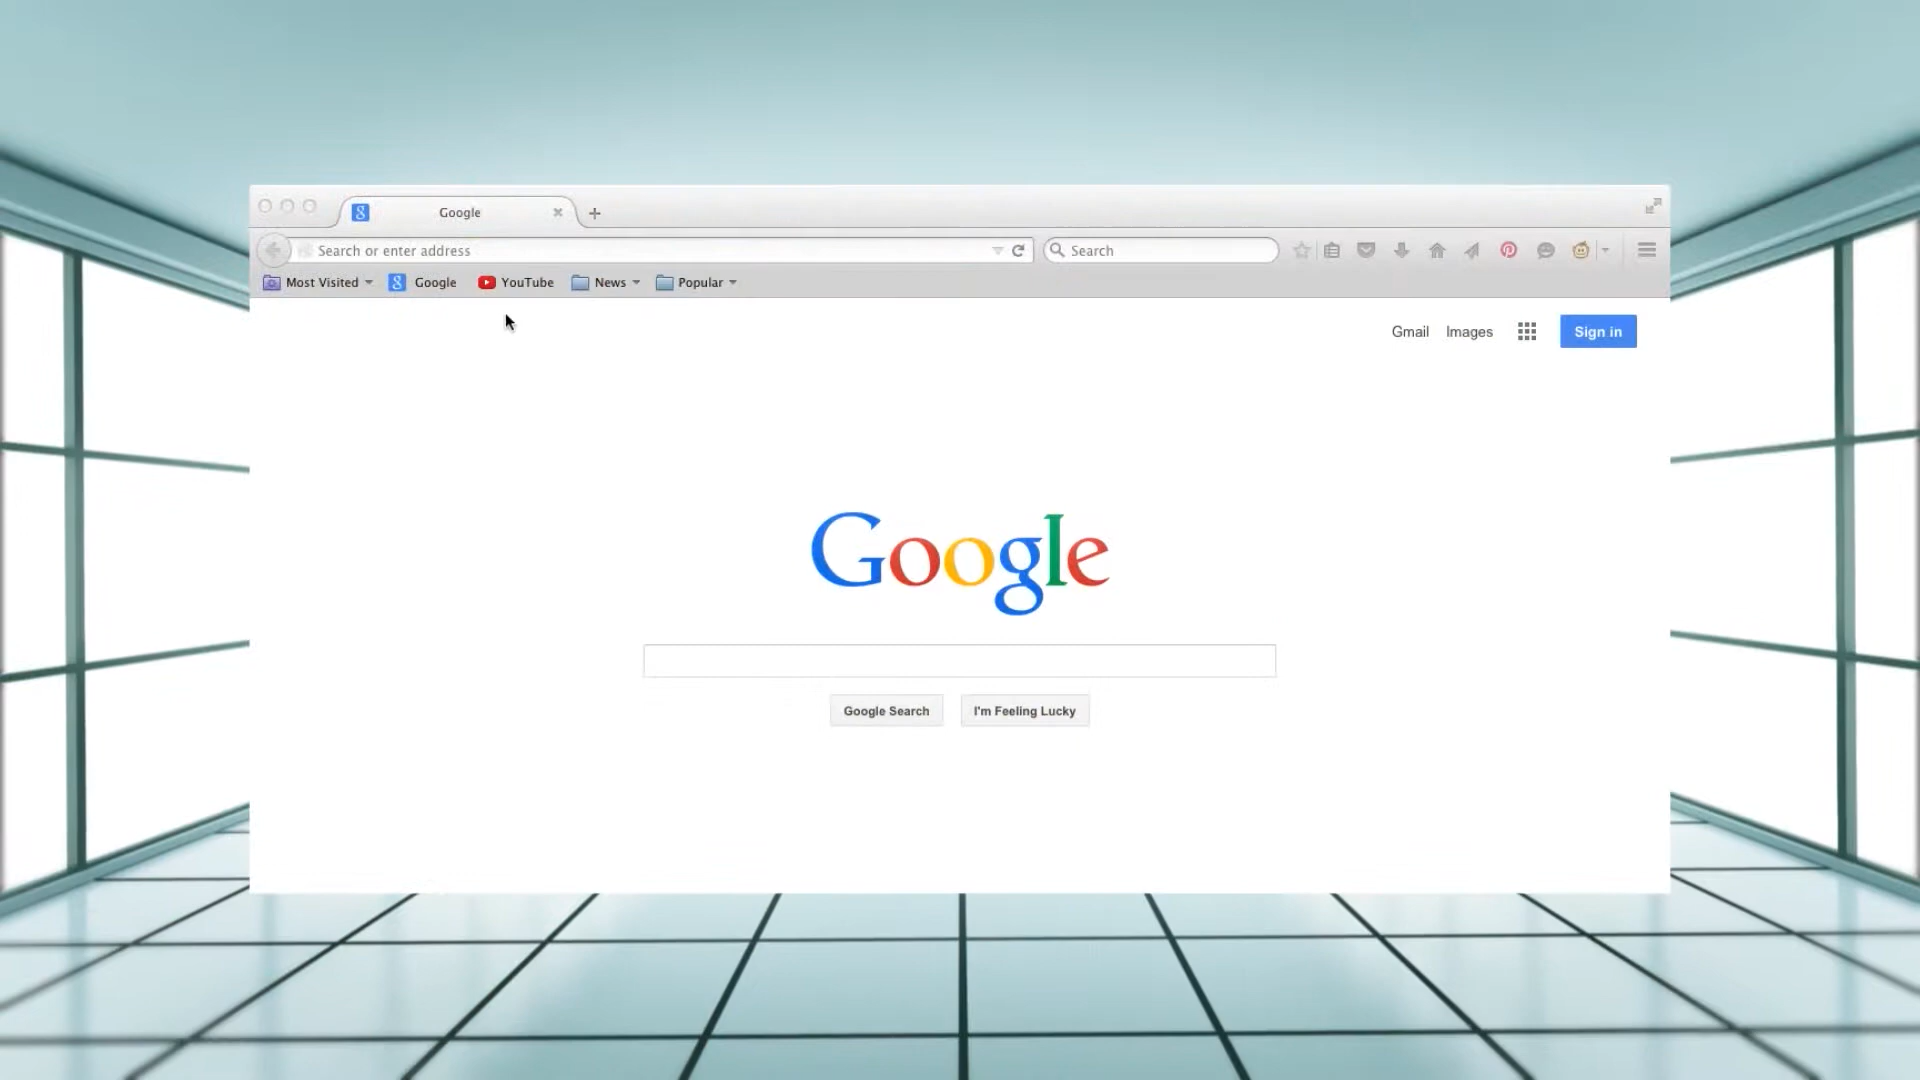 Google
Search or enter address
Search
Most Visited
Google
YouTube
News
Popular
Gmail
Images
Sign in
Google
Google Search
I'm Feeling Lucky